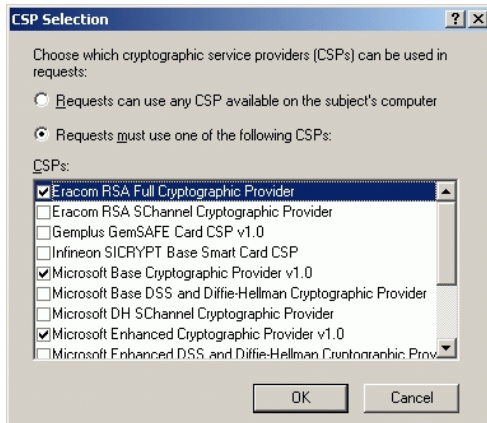 CSP Selection
Choose which cryptographic service providers (CSPs) can be used in
requests:
Requests can use any CSP available on the subject's computer
Requests must use one of the following CSPs:
CSPs:
Eracom RSA Full Cryptographic Provider
Eracom RSA SChannel Cryptographic Provider
Gemplus GemSAFE Card CSP v1.0
Infineon SICRYPT Base Smart Card CSP
Microsoft Base Cryptographic Provider v1.0
Microsoft Base DSS and Diffie-Hellman Cryptographic Provider
Microsoft DH SChannel Cryptographic Provider
Microsoft Enhanced Cryptographic Provider v1.0
Microsoft Enhanced DSS and Diffie-Hellman Cryptographic Prov
OK Cancel